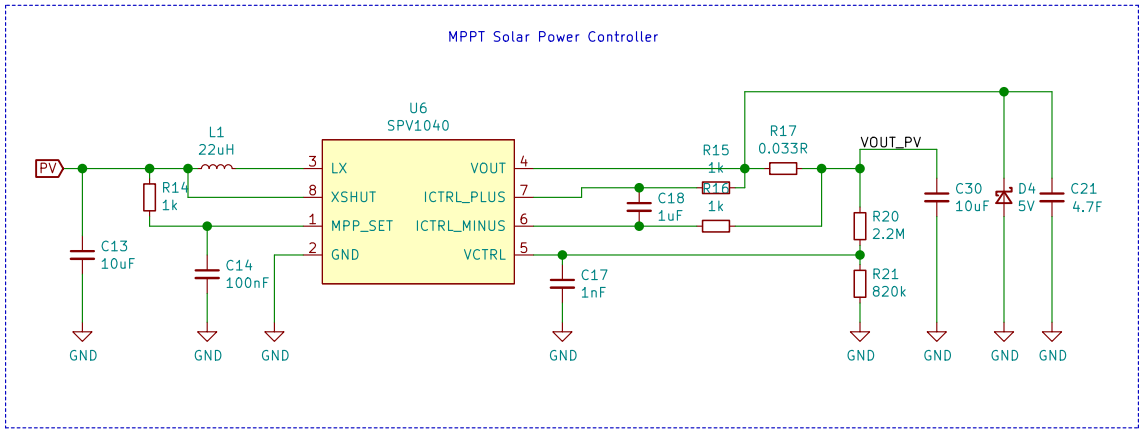 MPPT Solar Power Controller
U6
SPV1040
L1
22uH
R17
0.033R
VOUT_PV
PV
3 LX
VOUT 4
R15
1k
R14
1k
8 XSHUT
ICTRL_PLUS 7
R16
1k
C18
1uF
C30
10uF
D4
5V
C21
4.7F
1 MPP_SET
ICTRL_MINUS 6
R20
2.2M
C13
10uF
2 GND
VCTRL 5
C14
100nF
C17
1nF
R21
820k
GND GND GND GND GND GND GND GND